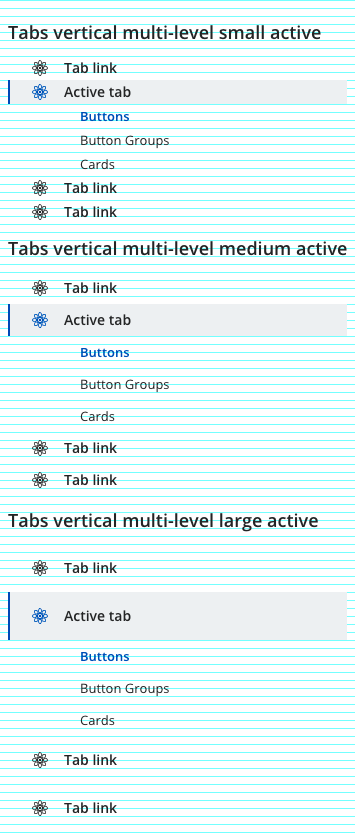 Tabs vertical multi-level small active
Tab link
Active tab
Buttons
Button Groups
Cards
Tab link
Tab link
Tabs vertical multi-level medium active
Tab link
Active tab
Buttons
Button Groups
Cards
Tab link
Tab link
Tabs vertical multi-level large active
Tab link
Active tab
Buttons
Button Groups
Cards
Tab link
Tab link